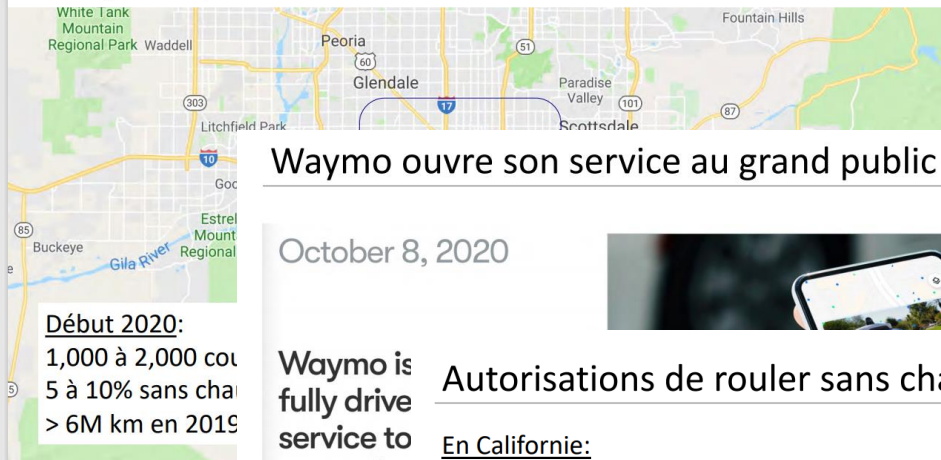 White Tank
Mountain
Regional Park
Waddell
Peoria
60
51
Fountain Hills
Glendale
17
Paradise
Valley
101
87
303
Litchfield Park
Scottsdale
10
85
Buckeye
Gila River
Regional
Début 2020:
1,000 à 2,000
5 à 10% sans
> 6M km en 2019
Waymo ouvre son service au grand public
October 8, 2020
Waymo is
fully drive
service to
Autorisations de rouler sans
En Californie: